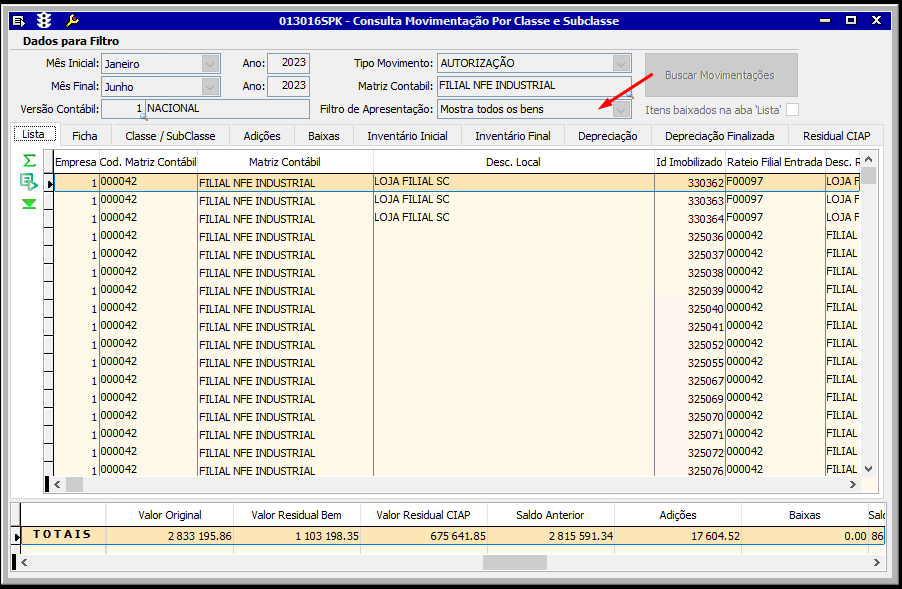 013016SPK - Consulta Movimentação Por Classe e Subclasse
Dados para Filtro
Mês Inicial: Janeiro Ano: 2023 Tipo Movimento: AUTORIZAÇÃO Buscar Movimentações
Mês Final: Junho Ano: 2023 Matriz Contabil: FILIAL NFE INDUSTRIAL
Versão Contábil: 1 NACIONAL Filtro de Apresentação: Mostra todos os bens Itens baixados na aba 'Lista'
Lista Ficha Classe / SubClasse Adições Baixas Inventário Inicial Inventário Final Depreciação Depreciação Finalizada Residual CIAP
Empresa Cod. Matriz Contábil Matriz Contábil Desc. Local Id Imobilizado Rateio Filial Entrada Desc. R
1 000042 FILIAL NFE INDUSTRIAL LOJA FILIAL SC 330362 F00097 LOJA F
1 000042 FILIAL NFE INDUSTRIAL LOJA FILIAL SC 330363 F00097 LOJA F
1 000042 FILIAL NFE INDUSTRIAL LOJA FILIAL SC 330364 F00097 LOJA F
1 000042 FILIAL NFE INDUSTRIAL 325036 000042 FILIAL
1 000042 FILIAL NFE INDUSTRIAL 325037 000042 FILIAL
1 000042 FILIAL NFE INDUSTRIAL 325038 000042 FILIAL
1 000042 FILIAL NFE INDUSTRIAL 325039 000042 FILIAL
1 000042 FILIAL NFE INDUSTRIAL 325040 000042 FILIAL
1 000042 FILIAL NFE INDUSTRIAL 325041 000042 FILIAL
1 000042 FILIAL NFE INDUSTRIAL 325052 000042 FILIAL
1 000042 FILIAL NFE INDUSTRIAL 325055 000042 FILIAL
1 000042 FILIAL NFE INDUSTRIAL 325067 000042 FILIAL
1 000042 FILIAL NFE INDUSTRIAL 325069 000042 FILIAL
1 000042 FILIAL NFE INDUSTRIAL 325070 000042 FILIAL
1 000042 FILIAL NFE INDUSTRIAL 325071 000042 FILIAL
1 000042 FILIAL NFE INDUSTRIAL 325072 000042 FILIAL
1 000042 FILIAL NFE INDUSTRIAL 325076 000042 FILIAL
Valor Original Valor Residual Bem Valor Residual CIAP Saldo Anterior Adições Baixas Salc
TOTAIS 2 833 195.86 1 103 198.35 675 641.85 2 815 591.34 17 604.52 0.00 86